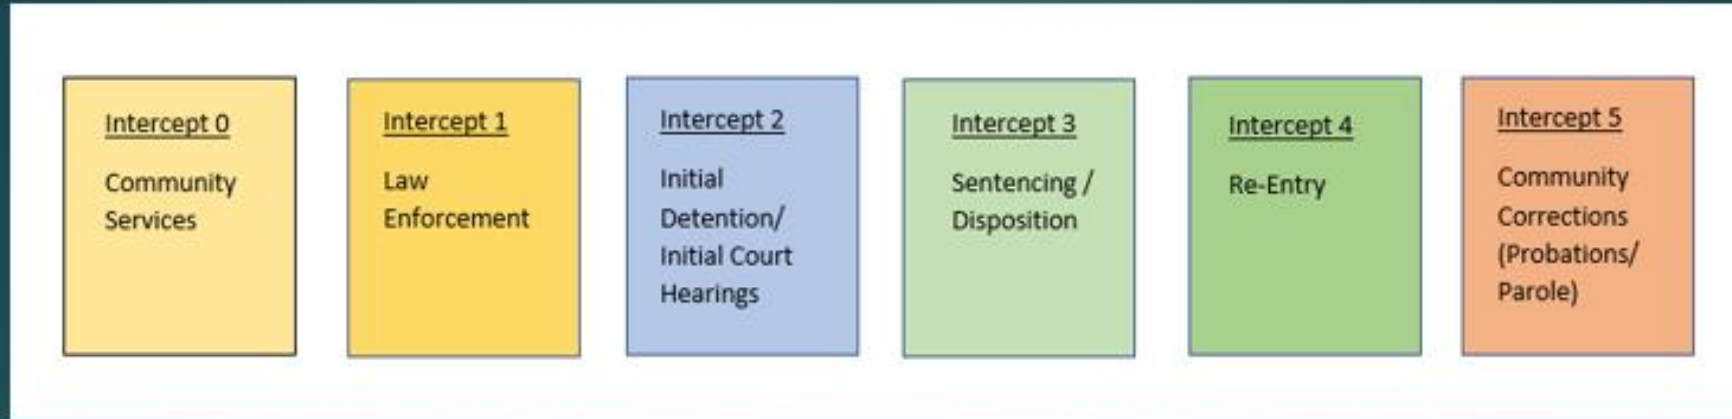 Intercept 0
Community
Services
Intercept 1
Law
Enforcement
Intercept 2
Initial
Detention/
Initial Court
Hearings
Intercept 3
Sentencing /
Disposition
Intercept 4
Re-Entry
Intercept 5
Community
Corrections
(Probations/
Parole)